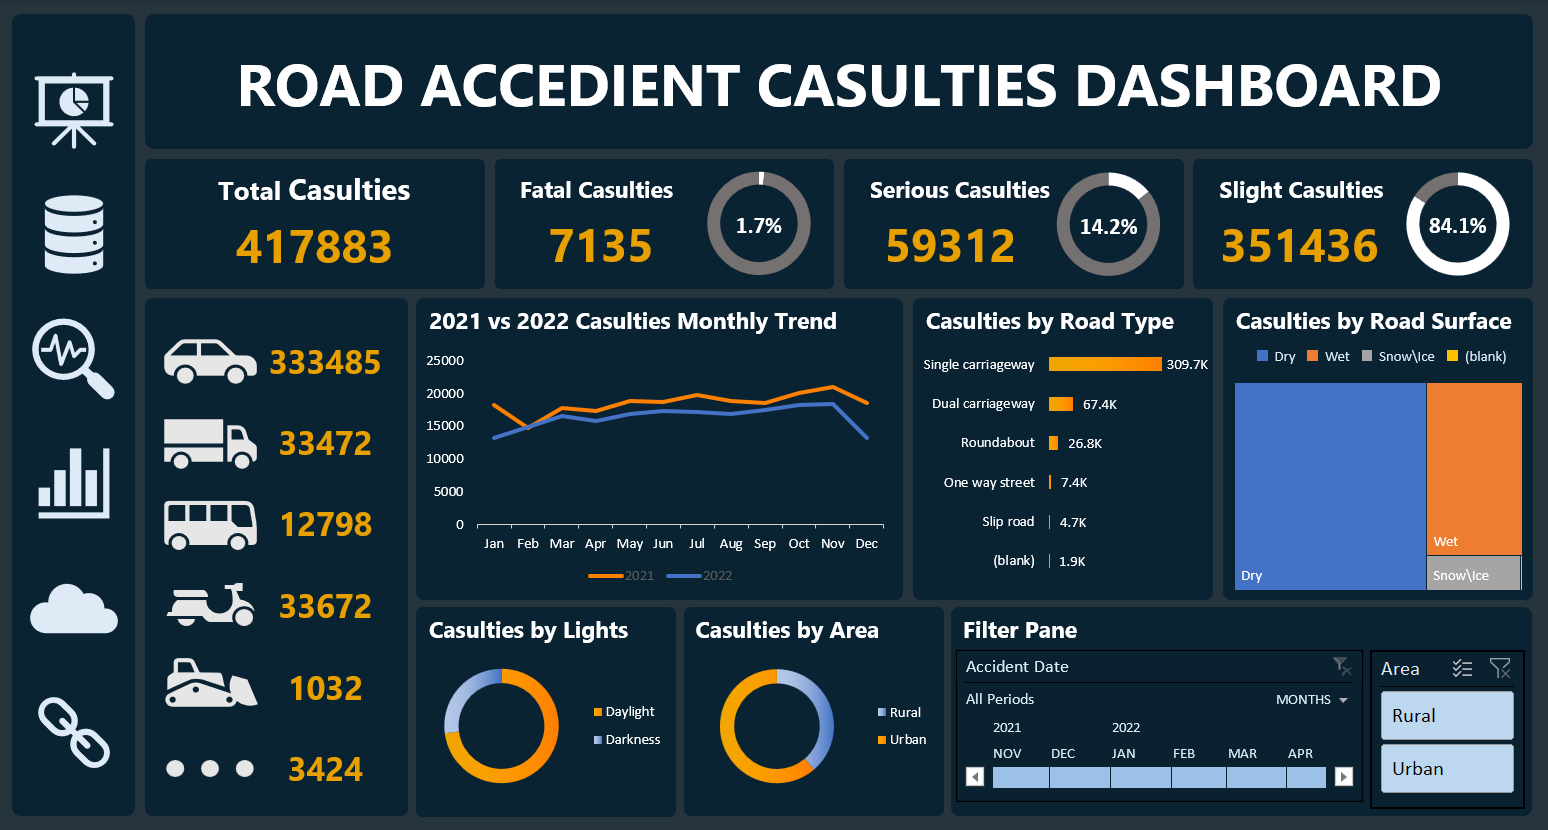 ROAD ACCEDIENT CASULTIES DASHBOARD
Total Casulties
417883
Fatal Casulties
7135
1.7%
Serious Casulties
59312
14.2%
Slight Casulties
351436
84.1%
333485
33472
12798
33672
1032
3424
2021 vs 2022 Casulties Monthly Trend
25000
20000
15000
10000
5000
0
Jan Feb Mar Apr May Jun Jul Aug Sep Oct Nov Dec
2021 2022
Casulties by Road Type
Single carriageway 309.7K
Dual carriageway 67.4K
Roundabout 26.8K
One way street 7.4K
Slip road 4.7K
(blank) 1.9K
Casulties by Road Surface
Dry Wet Snow\Ice (blank)
Wet
Dry
Snow\Ice
Casulties by Lights
Daylight
Darkness
Casulties by Area
Rural
Urban
Filter Pane
Accident Date
All Periods MONTHS
2021 2022
NOV DEC JAN FEB MAR APR
Area
Rural
Urban